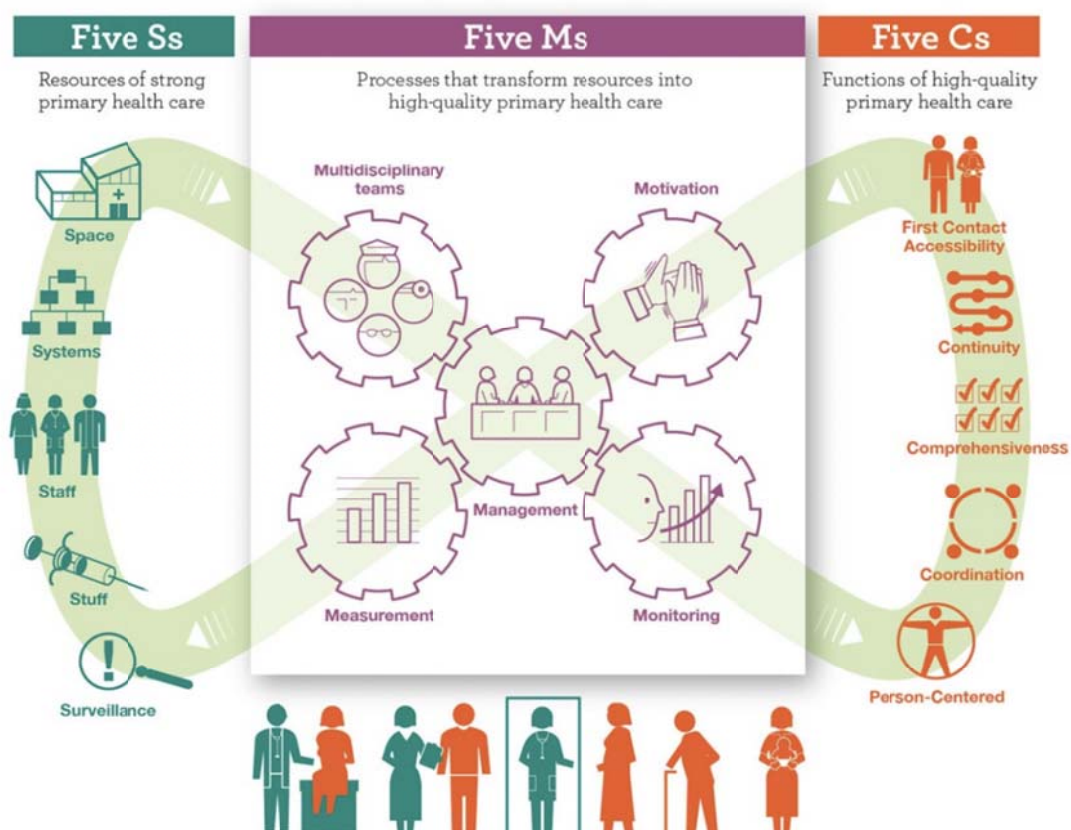 Five Ss
Resources of strong
primary health care
Space
Systems
Staff
Stuff
Surveillance
Five Ms
Processes that transform resources into
high-quality primary health care
Multidisciplinary
teams
Motivation
Management
Measurement
Monitoring
Five Cs
Functions of high-quality
primary health care
First Contact
Accessibility
Continuity
Comprehensiveness
Coordination
Person-Centered